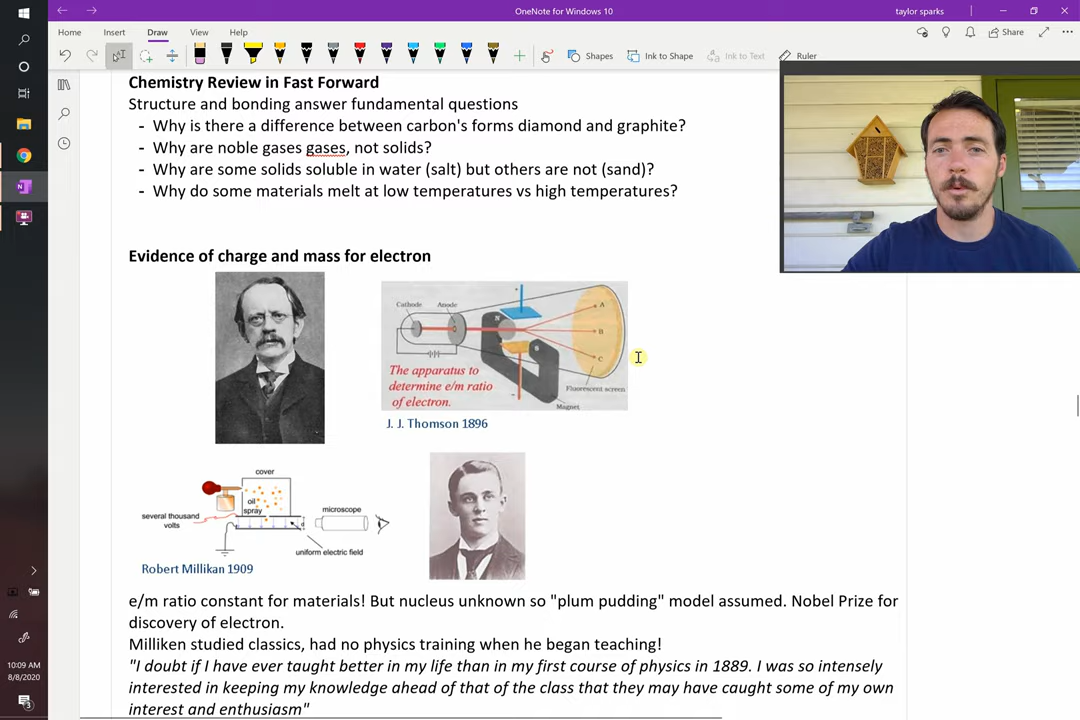 OneNote for Windows 10
taylor sparks
Home Insert Draw View Help
Share
Shapes Ink to Shape Ink to Text Ruler
Chemistry Review in Fast Forward
Structure and bonding answer fundamental questions
- Why is there a difference between carbon's forms diamond and graphite?
- Why are noble gases gases, not solids?
- Why are some solids soluble in water (salt) but others are not (sand)?
- Why do some materials melt at low temperatures vs high temperatures?
Evidence of charge and mass for electron
Cathode Anode
+
N
A
B
S
C
The apparatus to
determine e/m ratio
of electron.
Fluorescent screen
Magnet
J. J. Thomson 1896
cover
oil
spray
several thousand
volts
microscope
d
uniform electric field
Robert Millikan 1909
e/m ratio constant for materials! But nucleus unknown so "plum pudding" model assumed. Nobel Prize for
discovery of electron.
Milliken studied classics, had no physics training when he began teaching!
"I doubt if I have ever taught better in my life than in my first course of physics in 1889. I was so intensely
interested in keeping my knowledge ahead of that of the class that they may have caught some of my own
interest and enthusiasm"
10:09 AM
8/8/2020
3